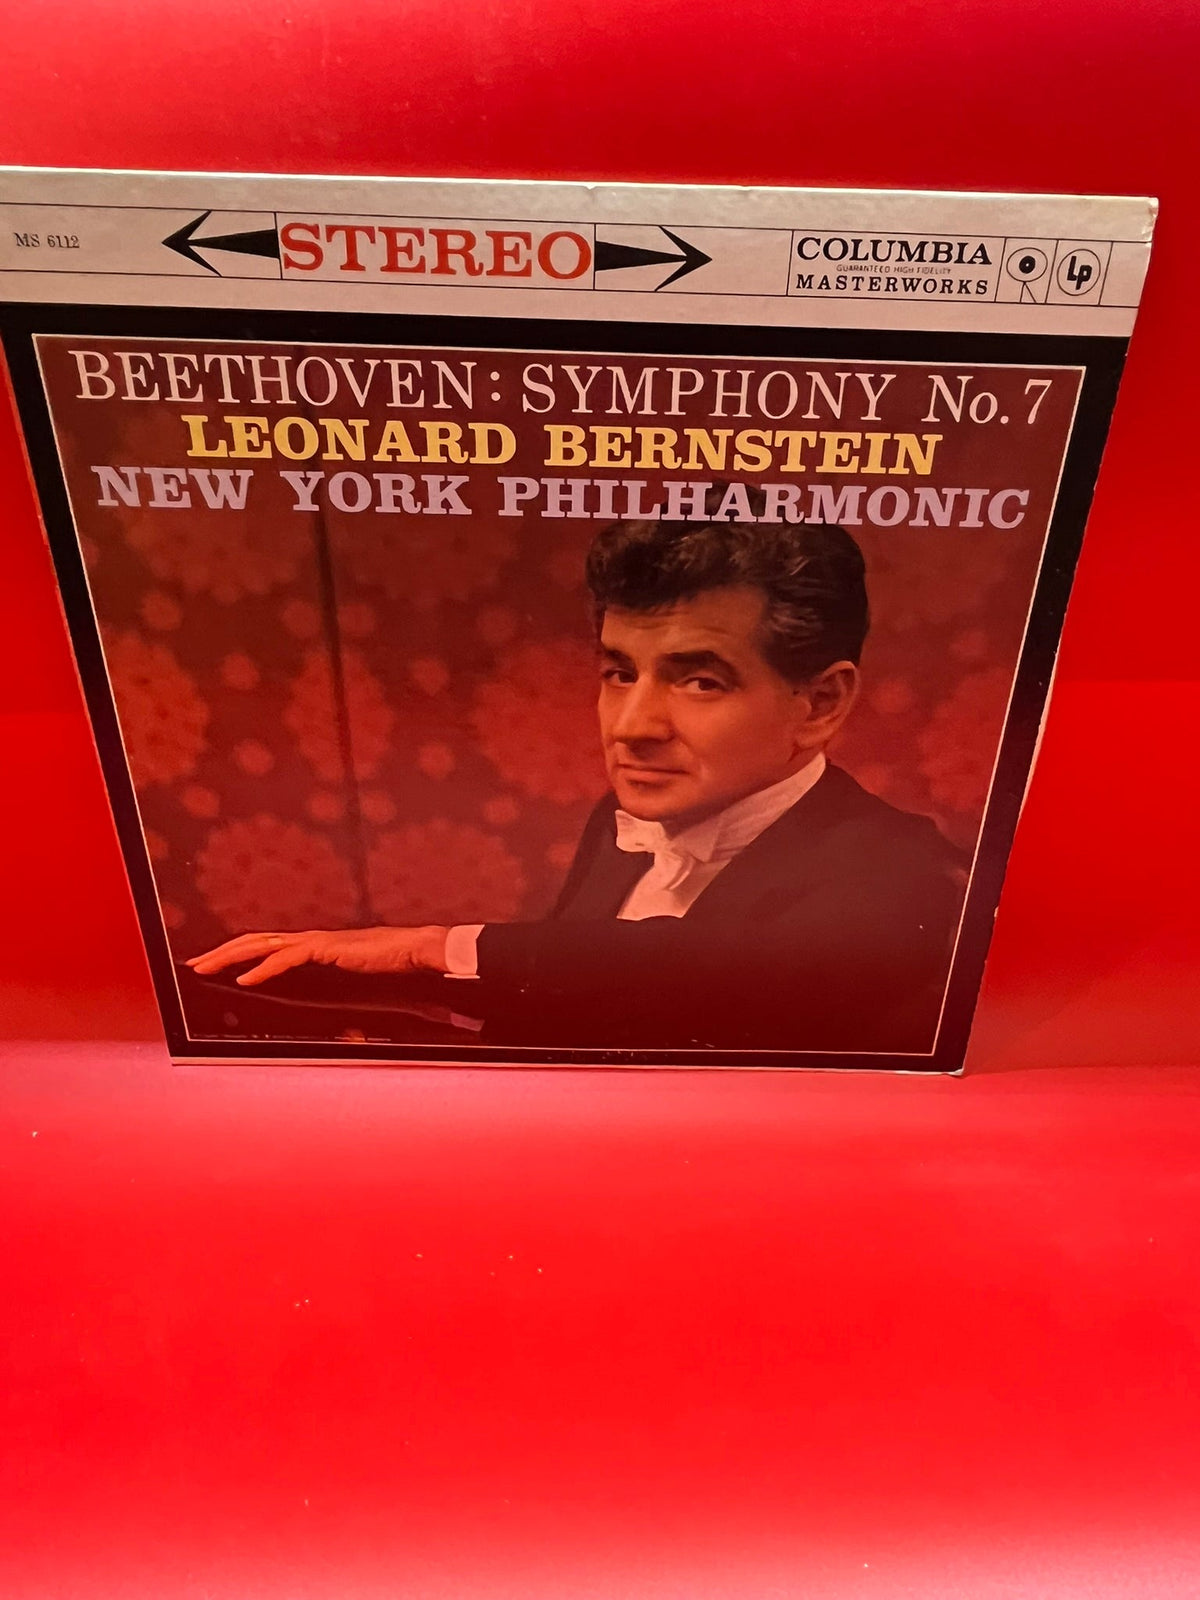 MS 6112
STEREO
COLUMBIA
GUARANTEED HIGH FIDELITY
MASTERWORKS
Lp
BEETHOVEN: SYMPHONY No. 7
LEONARD BERNSTEIN
NEW YORK PHILHARMONIC